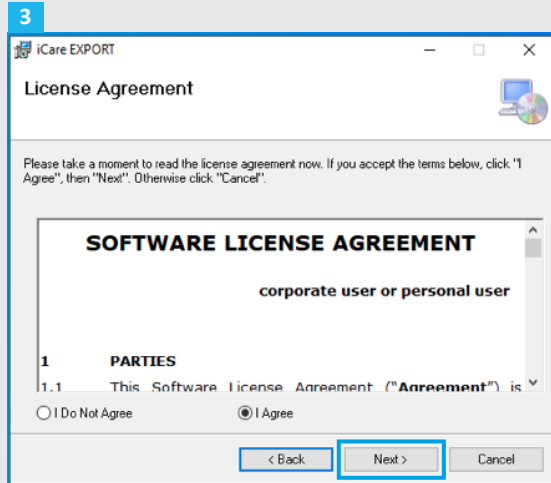 3
iCare EXPORT
License Agreement
Please take a moment to read the license agreement now. If you accept the terms below, click "I
Agree", then "Next". Otherwise click "Cancel".
SOFTWARE LICENSE AGREEMENT
corporate user or personal user
1 PARTIES
1.1 This Software License Agreement (“Agreement”) is
I Do Not Agree
I Agree
< Back
Next >
Cancel